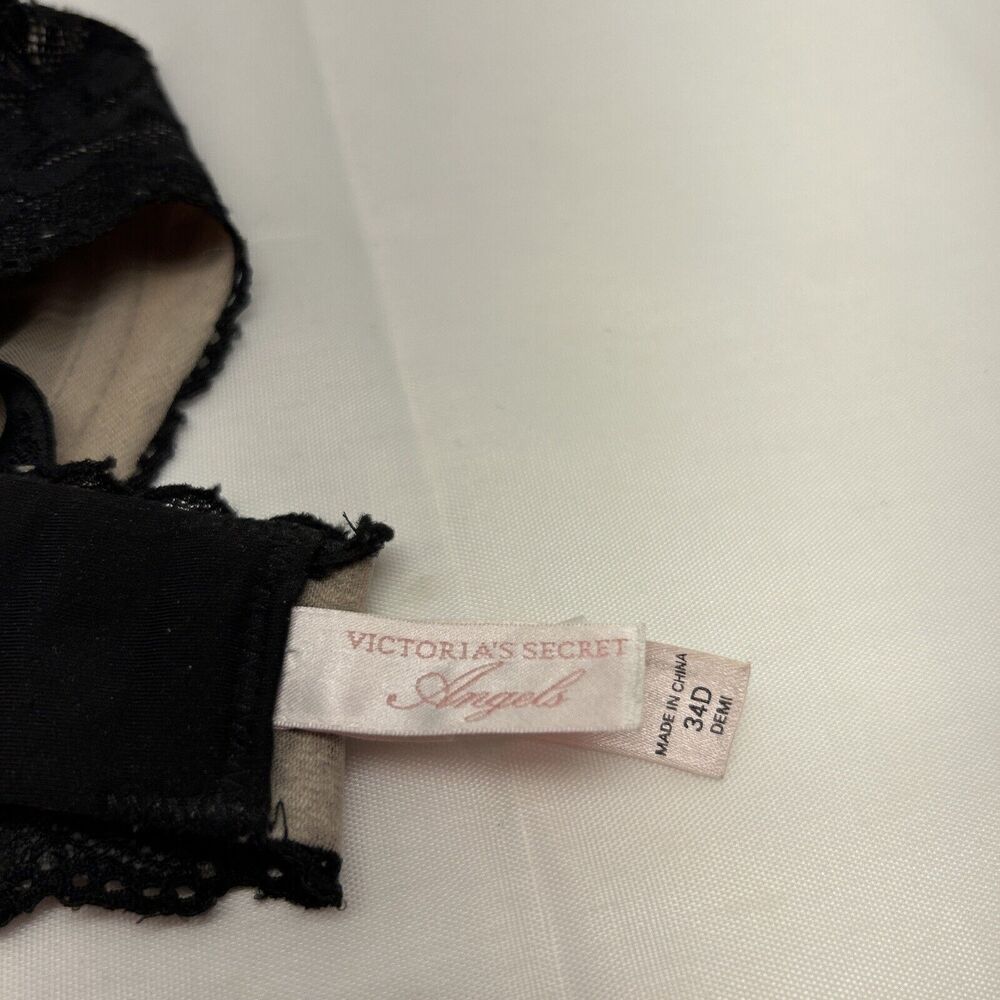 VICTORIA'S SECRET
Angels
MADE IN CHINA
34D
DEMI